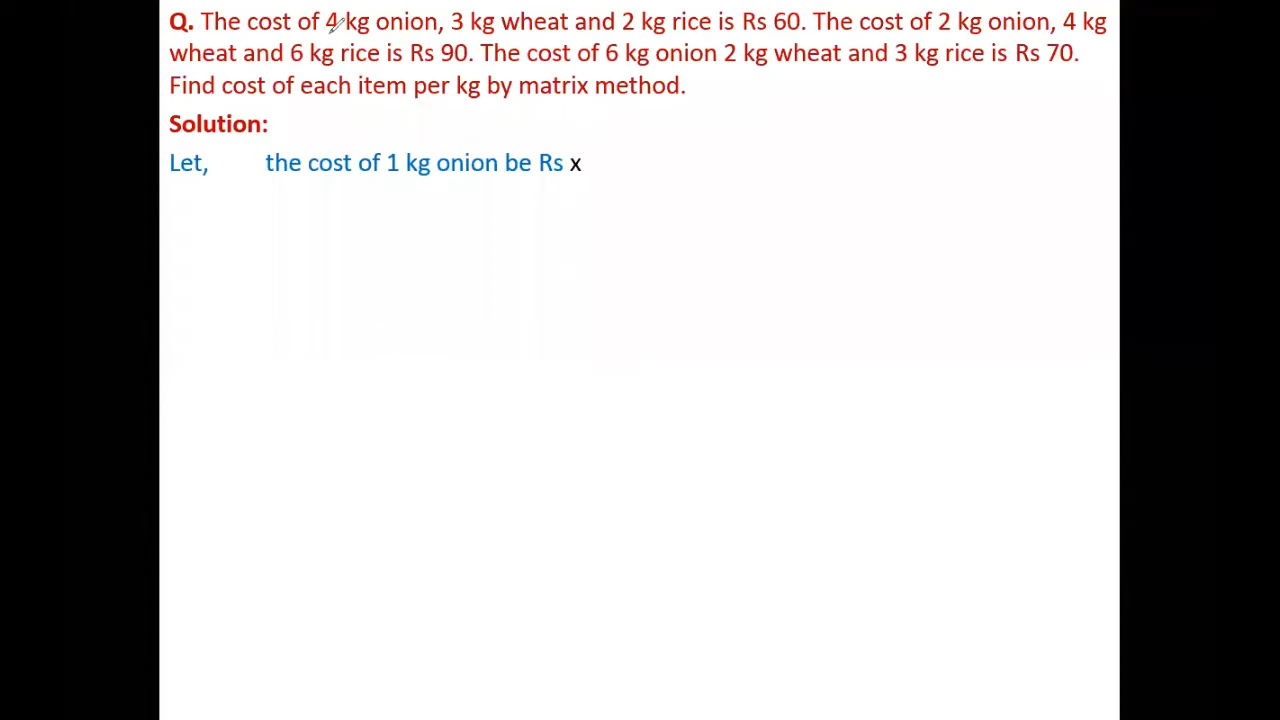 Q. The cost of 4 kg onion, 3 kg wheat and 2 kg rice is Rs 60. The cost of 2 kg onion, 4 kg
wheat and 6 kg rice is Rs 90. The cost of 6 kg onion 2 kg wheat and 3 kg rice is Rs 70.
Find cost of each item per kg by matrix method.
Solution:
Let, the cost of 1 kg onion be Rs x